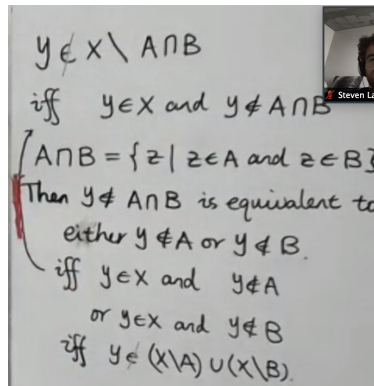 y ∉ X \ A∩B
Steven La
iff y∈X and y∉A∩B
A∩B = { z | z∈A and z∈B}
Then y∉ A∩B is equivalent to
either y∉A or y∉B.
iff y∈X and y∉A
or y∈X and y∉B
iff y∈(X\A)∪(X\B).